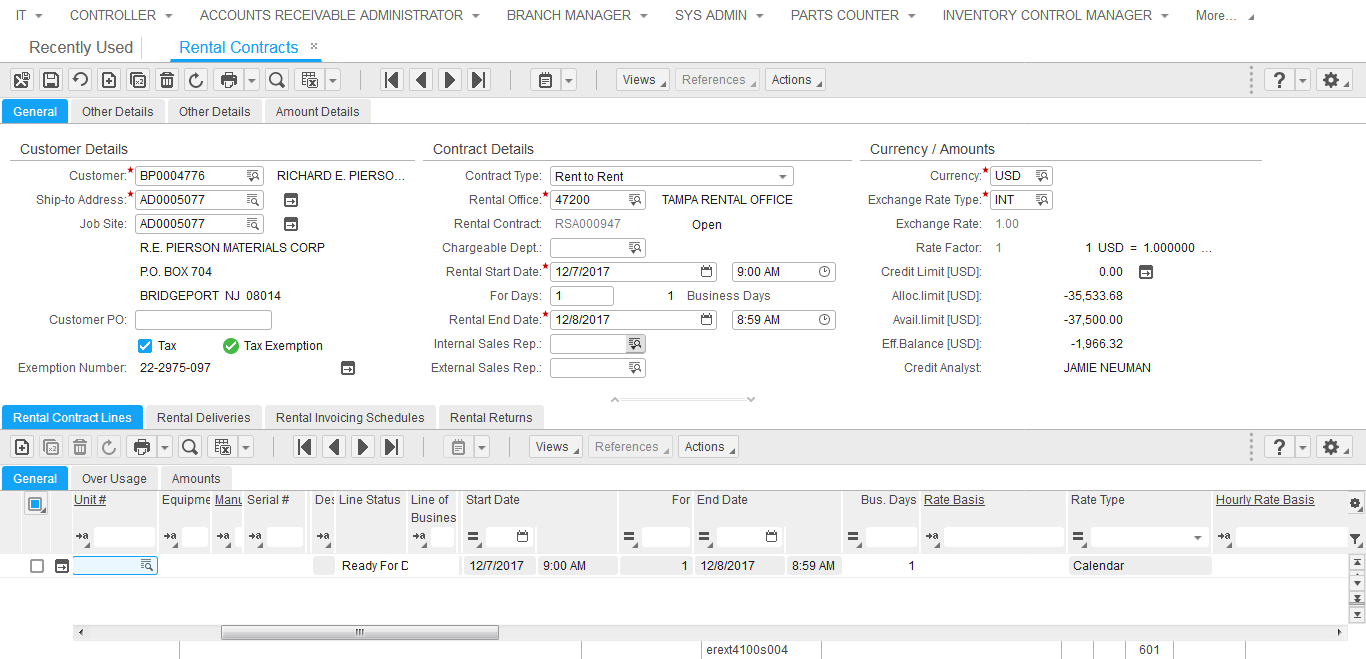 IT CONTROLLER ACCOUNTS RECEIVABLE ADMINISTRATOR BRANCH MANAGER SYS ADMIN PARTS COUNTER INVENTORY CONTROL MANAGER More...
Recently Used Rental Contracts ×
Views References Actions ?
General Other Details Other Details Amount Details
Customer Details Contract Details Currency / Amounts
Customer:* BP0004776 RICHARD E. PIERSO... Contract Type: Rent to Rent Currency:* USD
Ship-to Address:* AD0005077 Rental Office:* 47200 TAMPA RENTAL OFFICE Exchange Rate Type:* INT
Job Site: AD0005077 Rental Contract: RSA000947 Open Exchange Rate: 1.00
R.E. PIERSON MATERIALS CORP Chargeable Dept.: Rate Factor: 1 1 USD = 1.000000 ...
P.O. BOX 704 Rental Start Date:* 12/7/2017 9:00 AM Credit Limit [USD]: 0.00
BRIDGEPORT NJ 08014 For Days: 1 1 Business Days Alloc.limit [USD]: -35,533.68
Customer PO: Rental End Date:* 12/8/2017 8:59 AM Avail.limit [USD]: -37,500.00
Tax Tax Exemption Internal Sales Rep.: Eff.Balance [USD]: -1,966.32
Exemption Number: 22-2975-097 External Sales Rep.: Credit Analyst: JAMIE NEUMAN
Rental Contract Lines Rental Deliveries Rental Invoicing Schedules Rental Returns
Views References Actions ?
General Over Usage Amounts
Unit # Equipme Manu Serial # Des Line Status Line of Start Date For End Date Bus. Days Rate Basis Rate Type Hourly Rate Basis
Busines
Ready For D 12/7/2017 9:00 AM 1 12/8/2017 8:59 AM 1 Calendar
erext4100s004 601